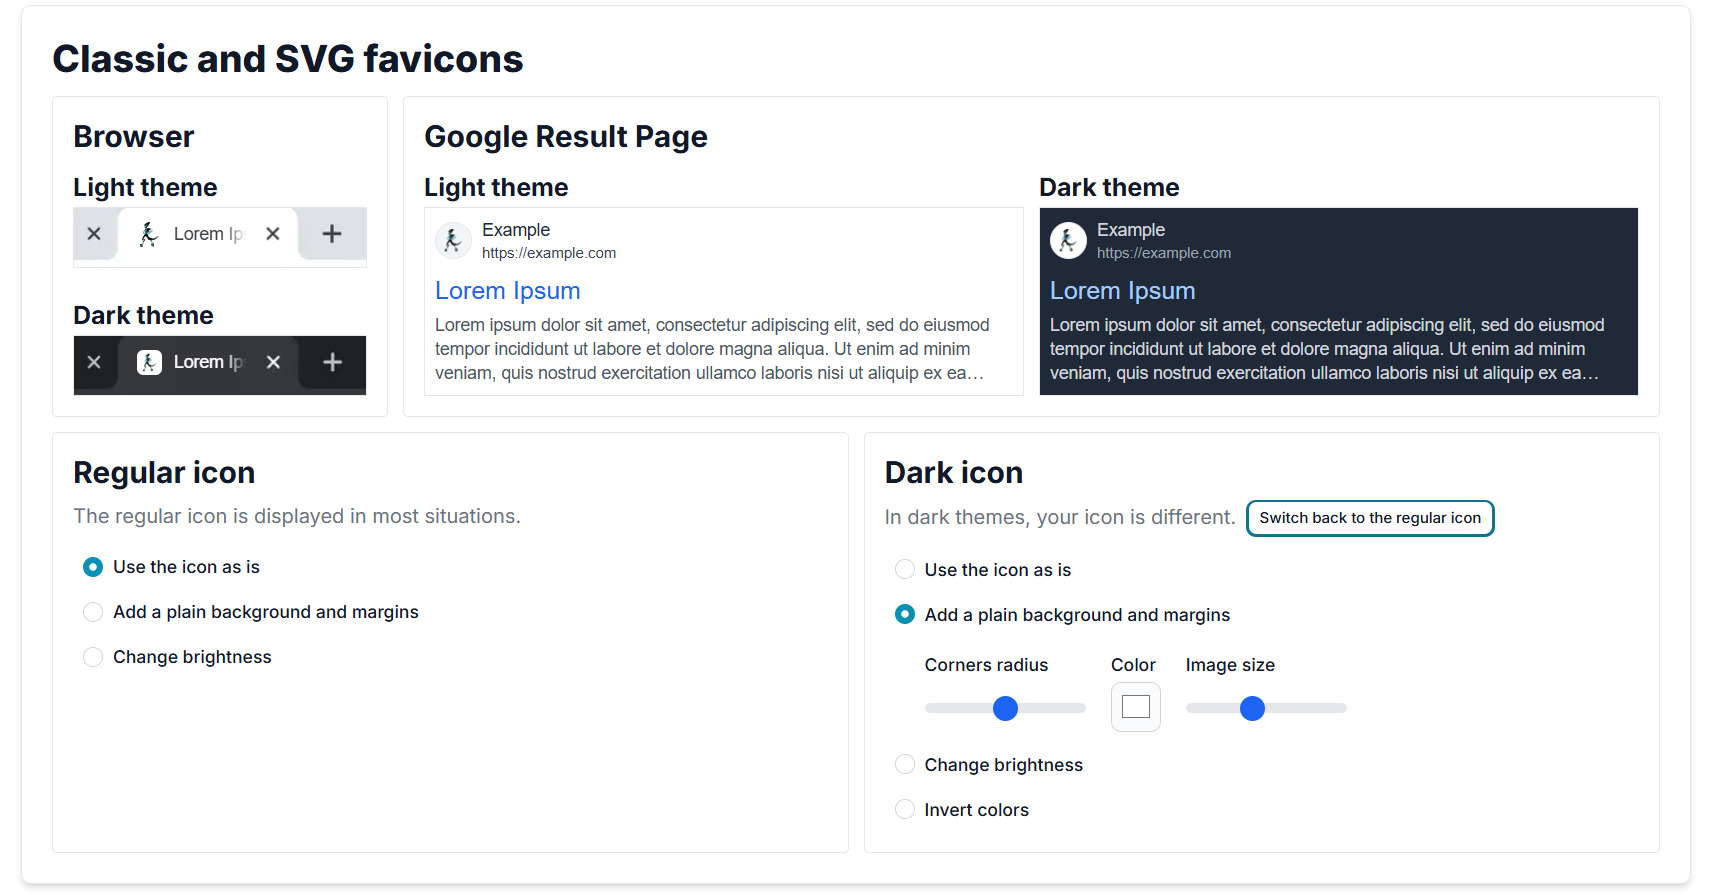 Classic and SVG favicons
Browser
Light theme
Lorem Ip
Dark theme
Lorem Ip
Google Result Page
Light theme
Example
https://example.com
Lorem Ipsum
Lorem ipsum dolor sit amet, consectetur adipiscing elit, sed do eiusmod
tempor incididunt ut labore et dolore magna aliqua. Ut enim ad minim
veniam, quis nostrud exercitation ullamco laboris nisi ut aliquip ex ea…
Dark theme
Example
https://example.com
Lorem Ipsum
Lorem ipsum dolor sit amet, consectetur adipiscing elit, sed do eiusmod
tempor incididunt ut labore et dolore magna aliqua. Ut enim ad minim
veniam, quis nostrud exercitation ullamco laboris nisi ut aliquip ex ea…
Regular icon
The regular icon is displayed in most situations.
Use the icon as is
Add a plain background and margins
Change brightness
Dark icon
In dark themes, your icon is different. Switch back to the regular icon
Use the icon as is
Add a plain background and margins
Corners radius Color Image size
Change brightness
Invert colors